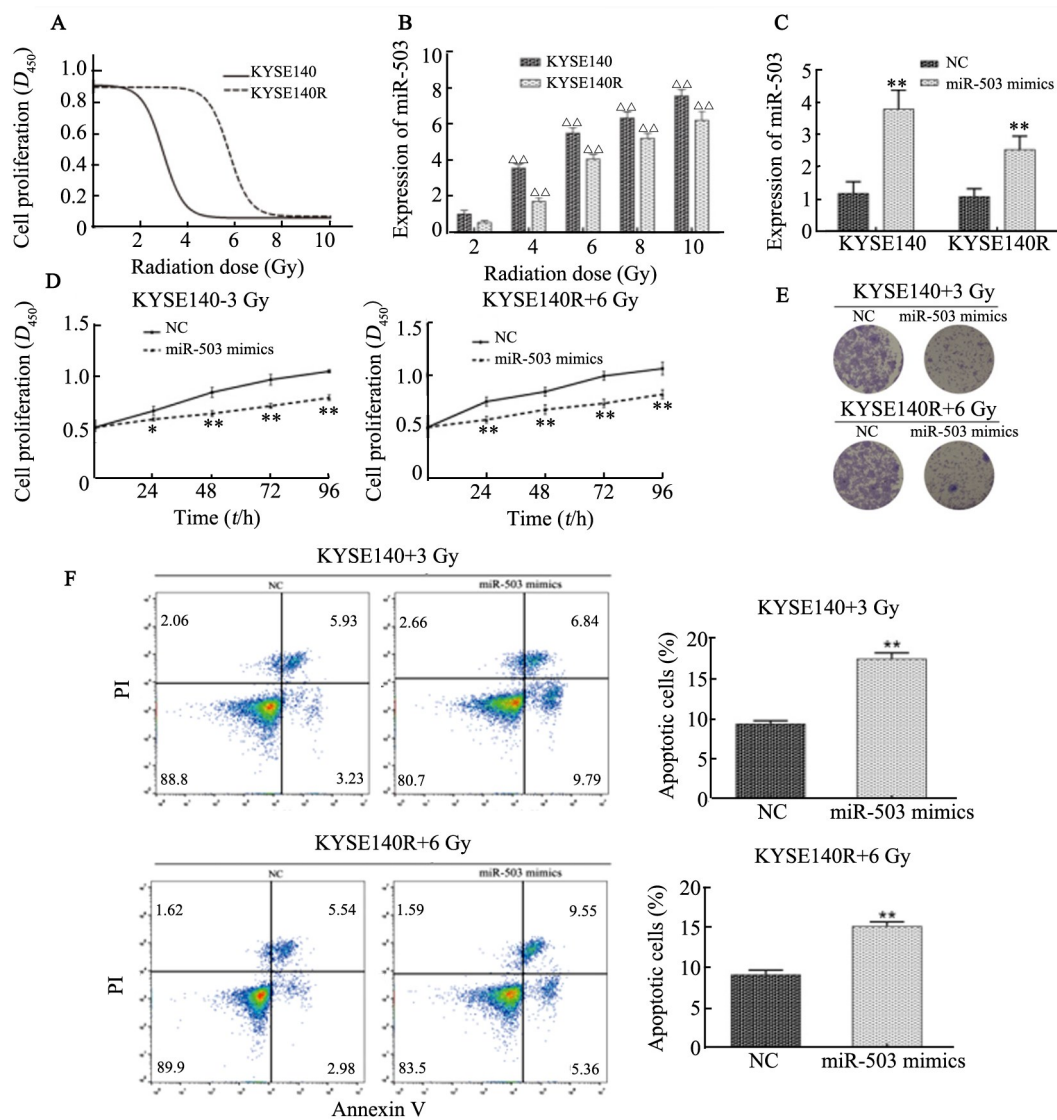 A
Cell proliferation (D450)
1.0
0.8
0.6
0.4
0.2
0
KYSE140
KYSE140R
2
4
6
8
10
Radiation dose (Gy)
B
Expression of miR-503
10
8
6
4
2
0
KYSE140
KYSE140R
△△
△△
△△
△△
△△
△△
△△
△△
2
4
6
8
10
Radiation dose (Gy)
C
Expression of miR-503
5
4
3
2
1
0
NC
miR-503 mimics
**
**
KYSE140
KYSE140R
D
KYSE140-3 Gy
Cell proliferation (D450)
1.5
1.0
0.5
0
NC
miR-503 mimics
*
**
**
**
24
48
72
96
Time (t/h)
KYSE140R+6 Gy
Cell proliferation (D450)
1.5
1.0
0.5
0
NC
miR-503 mimics
**
**
**
**
24
48
72
96
Time (t/h)
E
KYSE140+3 Gy
NC
miR-503 mimics
KYSE140R+6 Gy
NC
miR-503 mimics
F
KYSE140+3 Gy
NC
miR-503 mimics
PI
2.06
5.93
88.8
3.23
2.66
6.84
80.7
9.79
KYSE140+3 Gy
Apoptotic cells (%)
20
15
10
5
0
**
NC
miR-503 mimics
KYSE140R+6 Gy
NC
miR-503 mimics
PI
1.62
5.54
89.9
2.98
1.59
9.55
83.5
5.36
Annexin V
KYSE140R+6 Gy
Apoptotic cells (%)
20
15
10
5
0
**
NC
miR-503 mimics